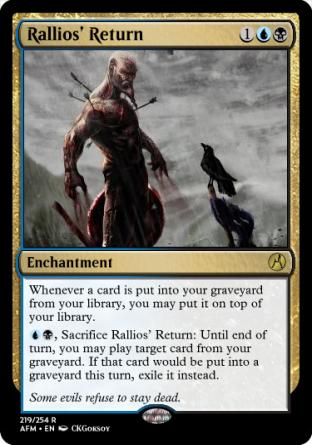 Rallios' Return 1
Enchantment
Whenever a card is put into your graveyard
from your library, you may put it on top of
your library.
, Sacrifice Rallios' Return: Until end of
turn, you may play target card from your
graveyard. If that card would be put into a
graveyard this turn, exile it instead.
Some evils refuse to stay dead.
219/254 R
AFM • EN CKGoksoy